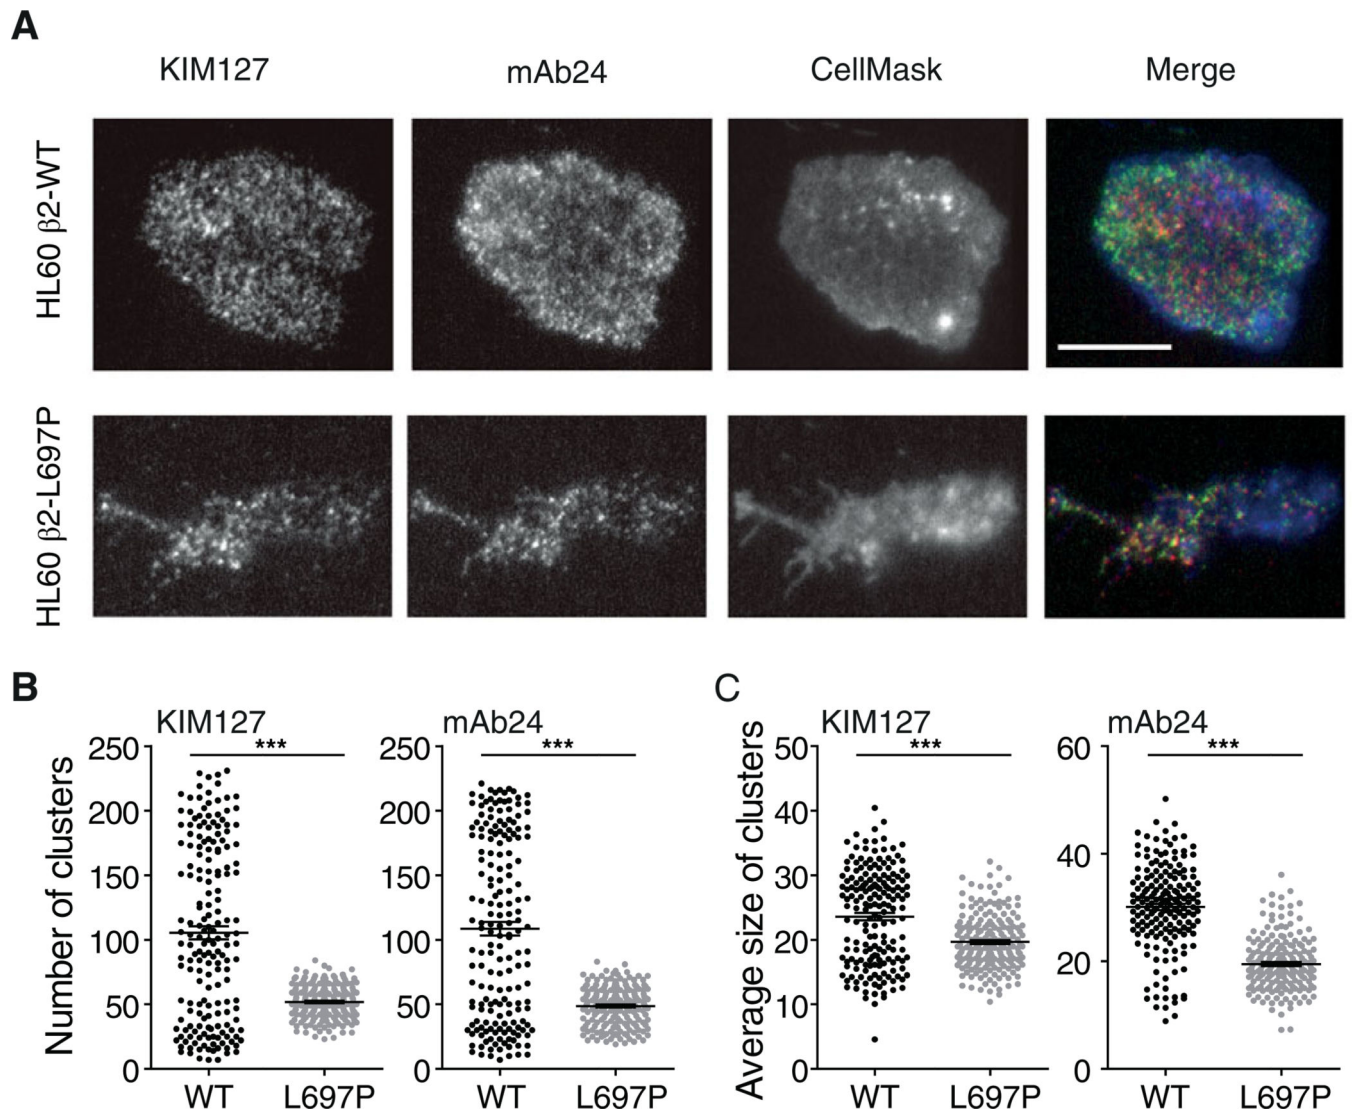 A
KIM127 mAb24 CellMask Merge
HL60 β2-WT
HL60 β2-L697P
B
C
KIM127 mAb24 KIM127 mAb24
*** *** *** ***
Number of clusters
250
200
150
100
50
0
WT L697P
250
200
150
100
50
0
WT L697P
Average size of clusters
50
40
30
20
10
0
WT L697P
60
40
20
0
WT L697P